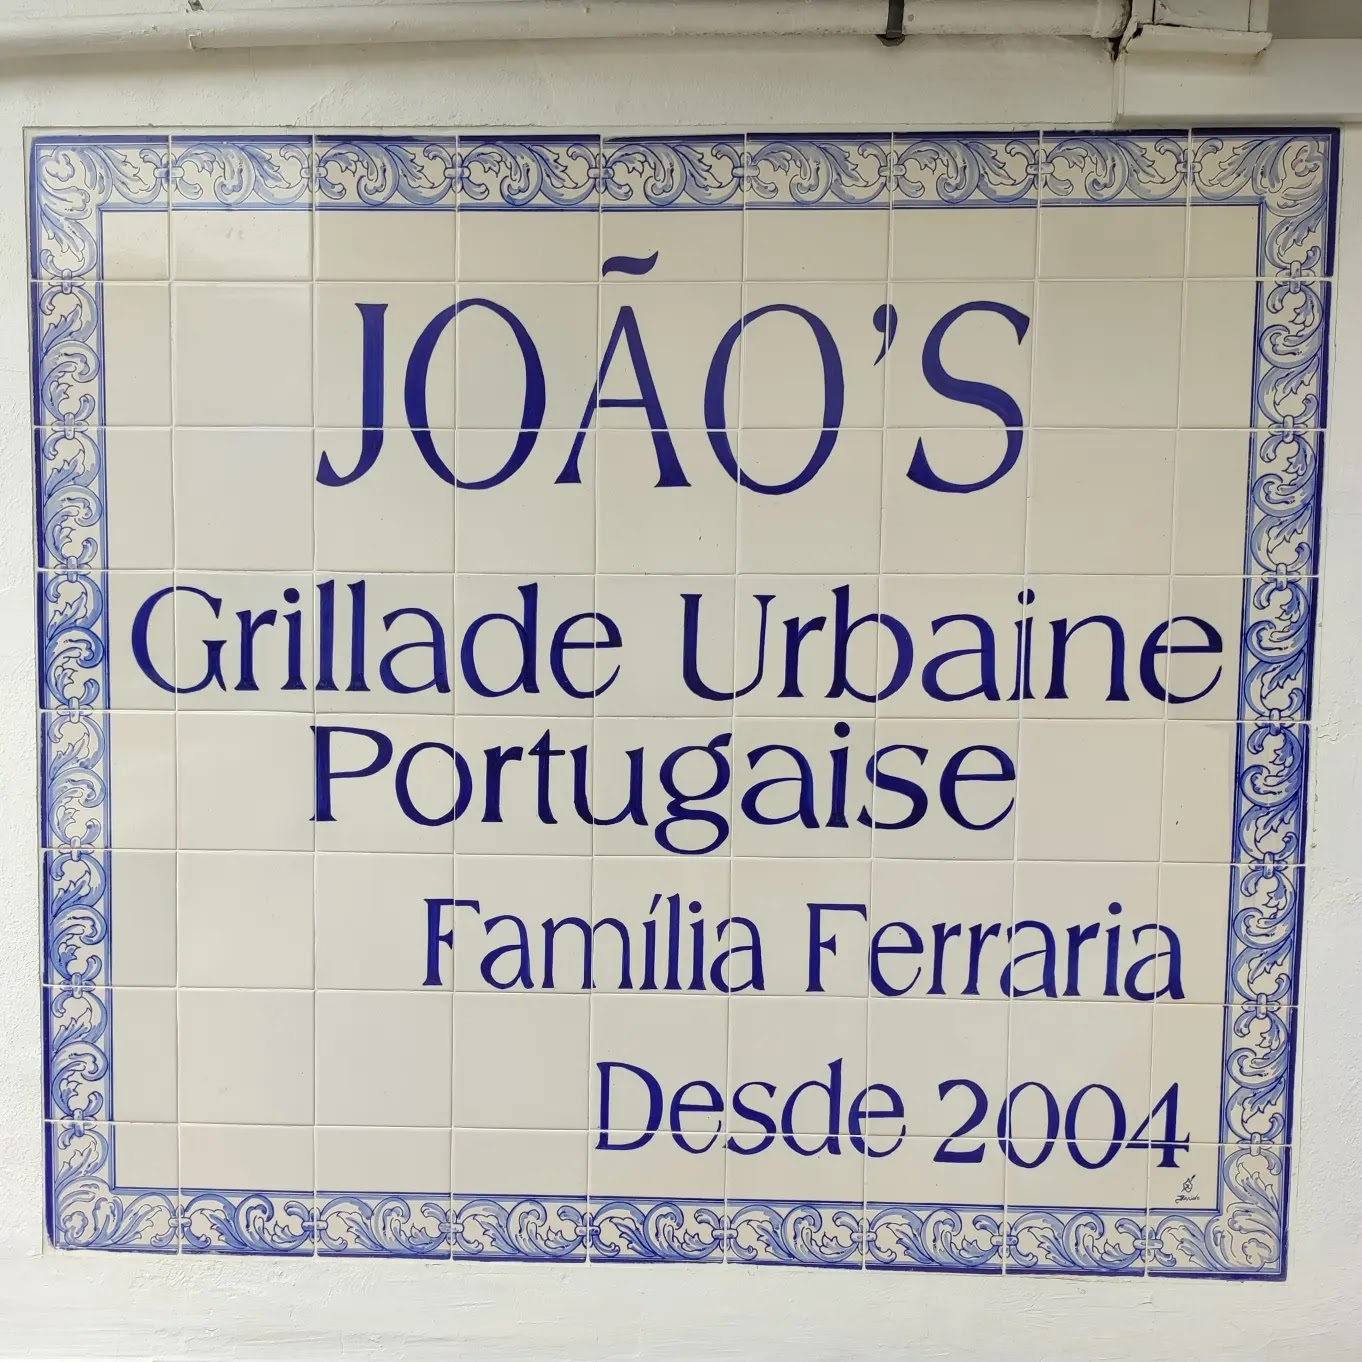 JOÃO'S
Grillade Urbaine
Portugaise
Família Ferraria
Desde 2004